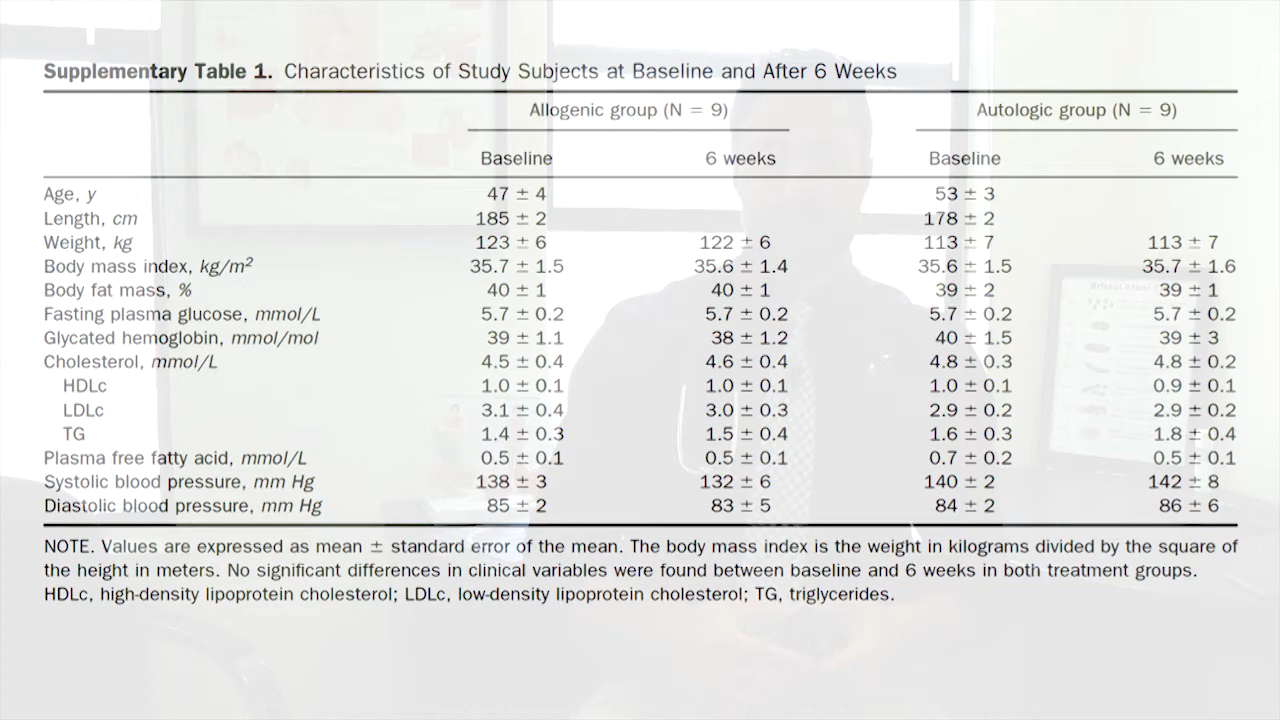 Supplementary Table 1. Characteristics of Study Subjects at Baseline and After 6 Weeks
Allogenic group (N = 9) Autologic group (N = 9)
Baseline 6 weeks Baseline 6 weeks
Age, y 47 ± 4 53 ± 3
Length, cm 185 ± 2 178 ± 2
Weight, kg 123 ± 6 122 ± 6 113 ± 7 113 ± 7
Body mass index, kg/m² 35.7 ± 1.5 35.6 ± 1.4 35.6 ± 1.5 35.7 ± 1.6
Body fat mass, % 40 ± 1 40 ± 1 39 ± 2 39 ± 1
Fasting plasma glucose, mmol/L 5.7 ± 0.2 5.7 ± 0.2 5.7 ± 0.2 5.7 ± 0.2
Glycated hemoglobin, mmol/mol 39 ± 1.1 38 ± 1.2 40 ± 1.5 39 ± 3
Cholesterol, mmol/L 4.5 ± 0.4 4.6 ± 0.4 4.8 ± 0.3 4.8 ± 0.2
HDLc 1.0 ± 0.1 1.0 ± 0.1 1.0 ± 0.1 0.9 ± 0.1
LDLc 3.1 ± 0.4 3.0 ± 0.3 2.9 ± 0.2 2.9 ± 0.2
TG 1.4 ± 0.3 1.5 ± 0.4 1.6 ± 0.3 1.8 ± 0.4
Plasma free fatty acid, mmol/L 0.5 ± 0.1 0.5 ± 0.1 0.7 ± 0.2 0.5 ± 0.1
Systolic blood pressure, mm Hg 138 ± 3 132 ± 6 140 ± 2 142 ± 8
Diastolic blood pressure, mm Hg 85 ± 2 83 ± 5 84 ± 2 86 ± 6
NOTE. Values are expressed as mean ± standard error of the mean. The body mass index is the weight in kilograms divided by the square of
the height in meters. No significant differences in clinical variables were found between baseline and 6 weeks in both treatment groups.
HDLc, high-density lipoprotein cholesterol; LDLc, low-density lipoprotein cholesterol; TG, triglycerides.
Bristol Stool